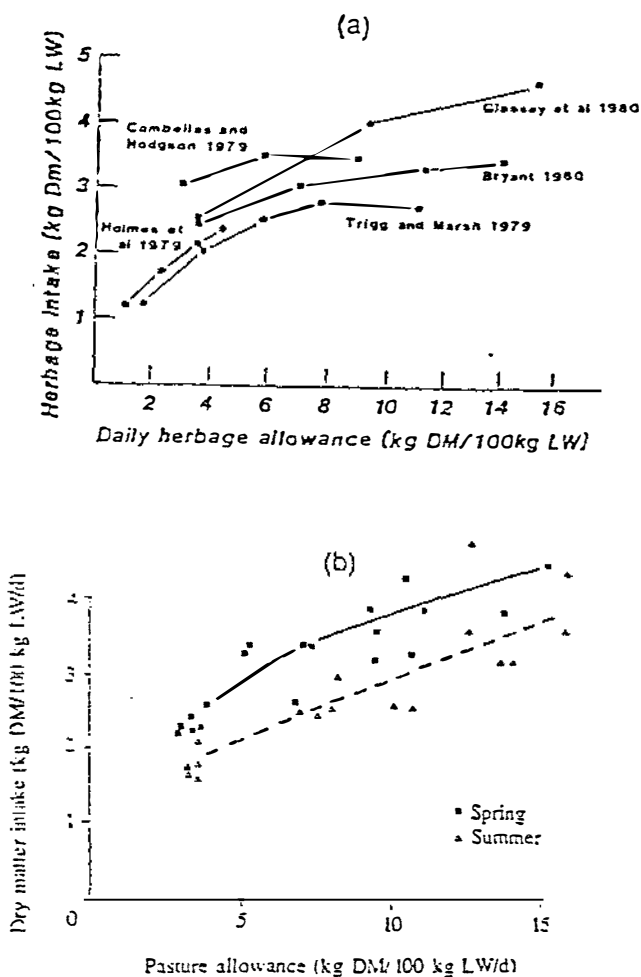 (a)
Herbage Intake (kg Dm/100kg LW)
5
4
3
2
1
Glassey et al 1980
Combellas and
Hodgson 1979
Bryant 1980
Holmes et
al 1979
Trigg and Marsh 1979
2 4 6 8 10 12 14 16
Daily herbage allowance (kg DM/100kg LW)
(b)
Dry matter intake (kg DM/100 kg LW/d)
Spring
Summer
0 5 10 15
Pasture allowance (kg DM/100 kg LW/d)